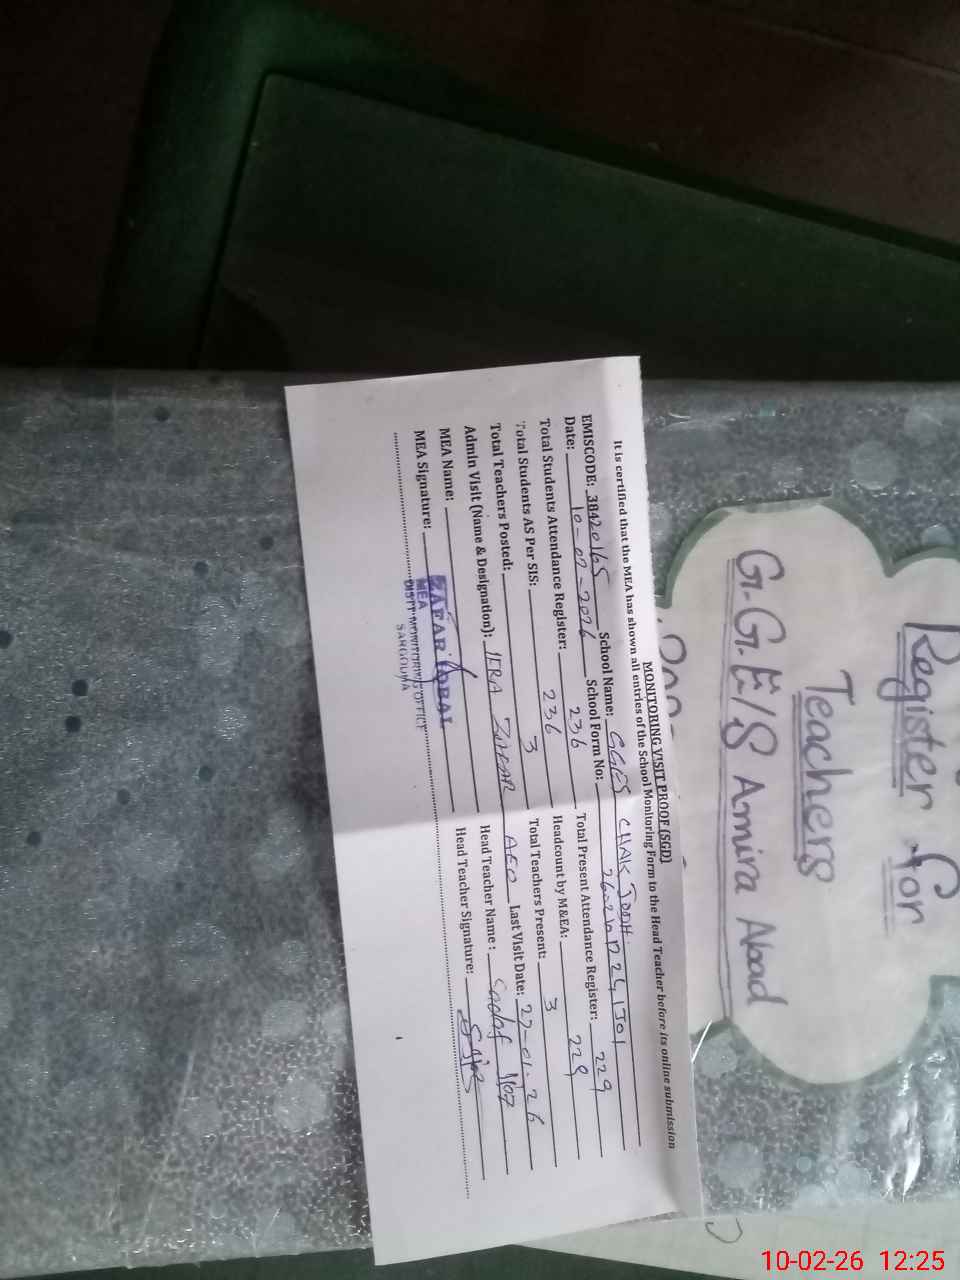 MONITORING VISIT PROOF (SGD)
It is certified that the MEA has shown all entries of the School Monitoring Form to the Head Teacher before its online submission
EMISCODE: 38420165 School Name: GGES CHAK
Date: 10-02-2026 School Form No:
Total Students Attendance Register: 236 Total Present Attendance Register: 229
Total Students AS Per SIS: 236 Headcount by M&EA: 229
Total Teachers Posted: 3 Total Teachers Present: 3
Admin Visit (Name & Designation): IFRA ZAFAR AEO Last Visit Date: 27-01-26
MEA Name: Head Teacher Name: Sadaf
MEA Signature: Head Teacher Signature:
ZAFAR IQBAL
MEA
DISTT: MONITORING OFFICE
SARGODHA
Register for
Teachers
G.G.E/S Amira Abad
10-02-26 12:25